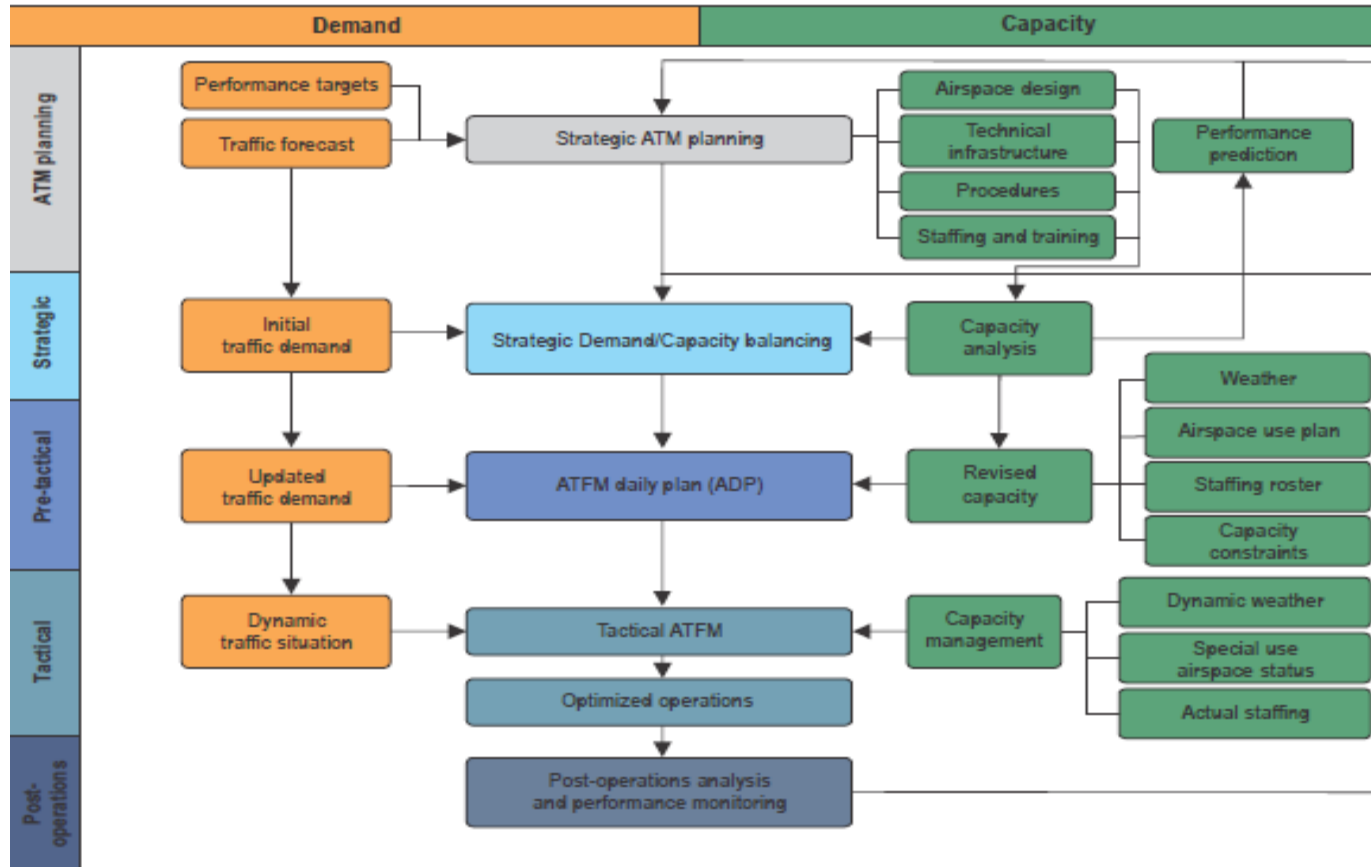 Demand
Capacity
ATM planning
Performance targets
Traffic forecast
Strategic ATM planning
Airspace design
Technical
infrastructure
Procedures
Staffing and training
Performance
prediction
Strategic
Initial
traffic demand
Strategic Demand/Capacity balancing
Capacity
analysis
Pre-tactical
Updated
traffic demand
ATFM daily plan (ADP)
Revised
capacity
Weather
Airspace use plan
Staffing roster
Capacity
constraints
Tactical
Dynamic
traffic situation
Tactical ATFM
Capacity
management
Dynamic weather
Special use
airspace status
Actual staffing
Optimized operations
Post-
operations
Post-operations analysis
and performance monitoring